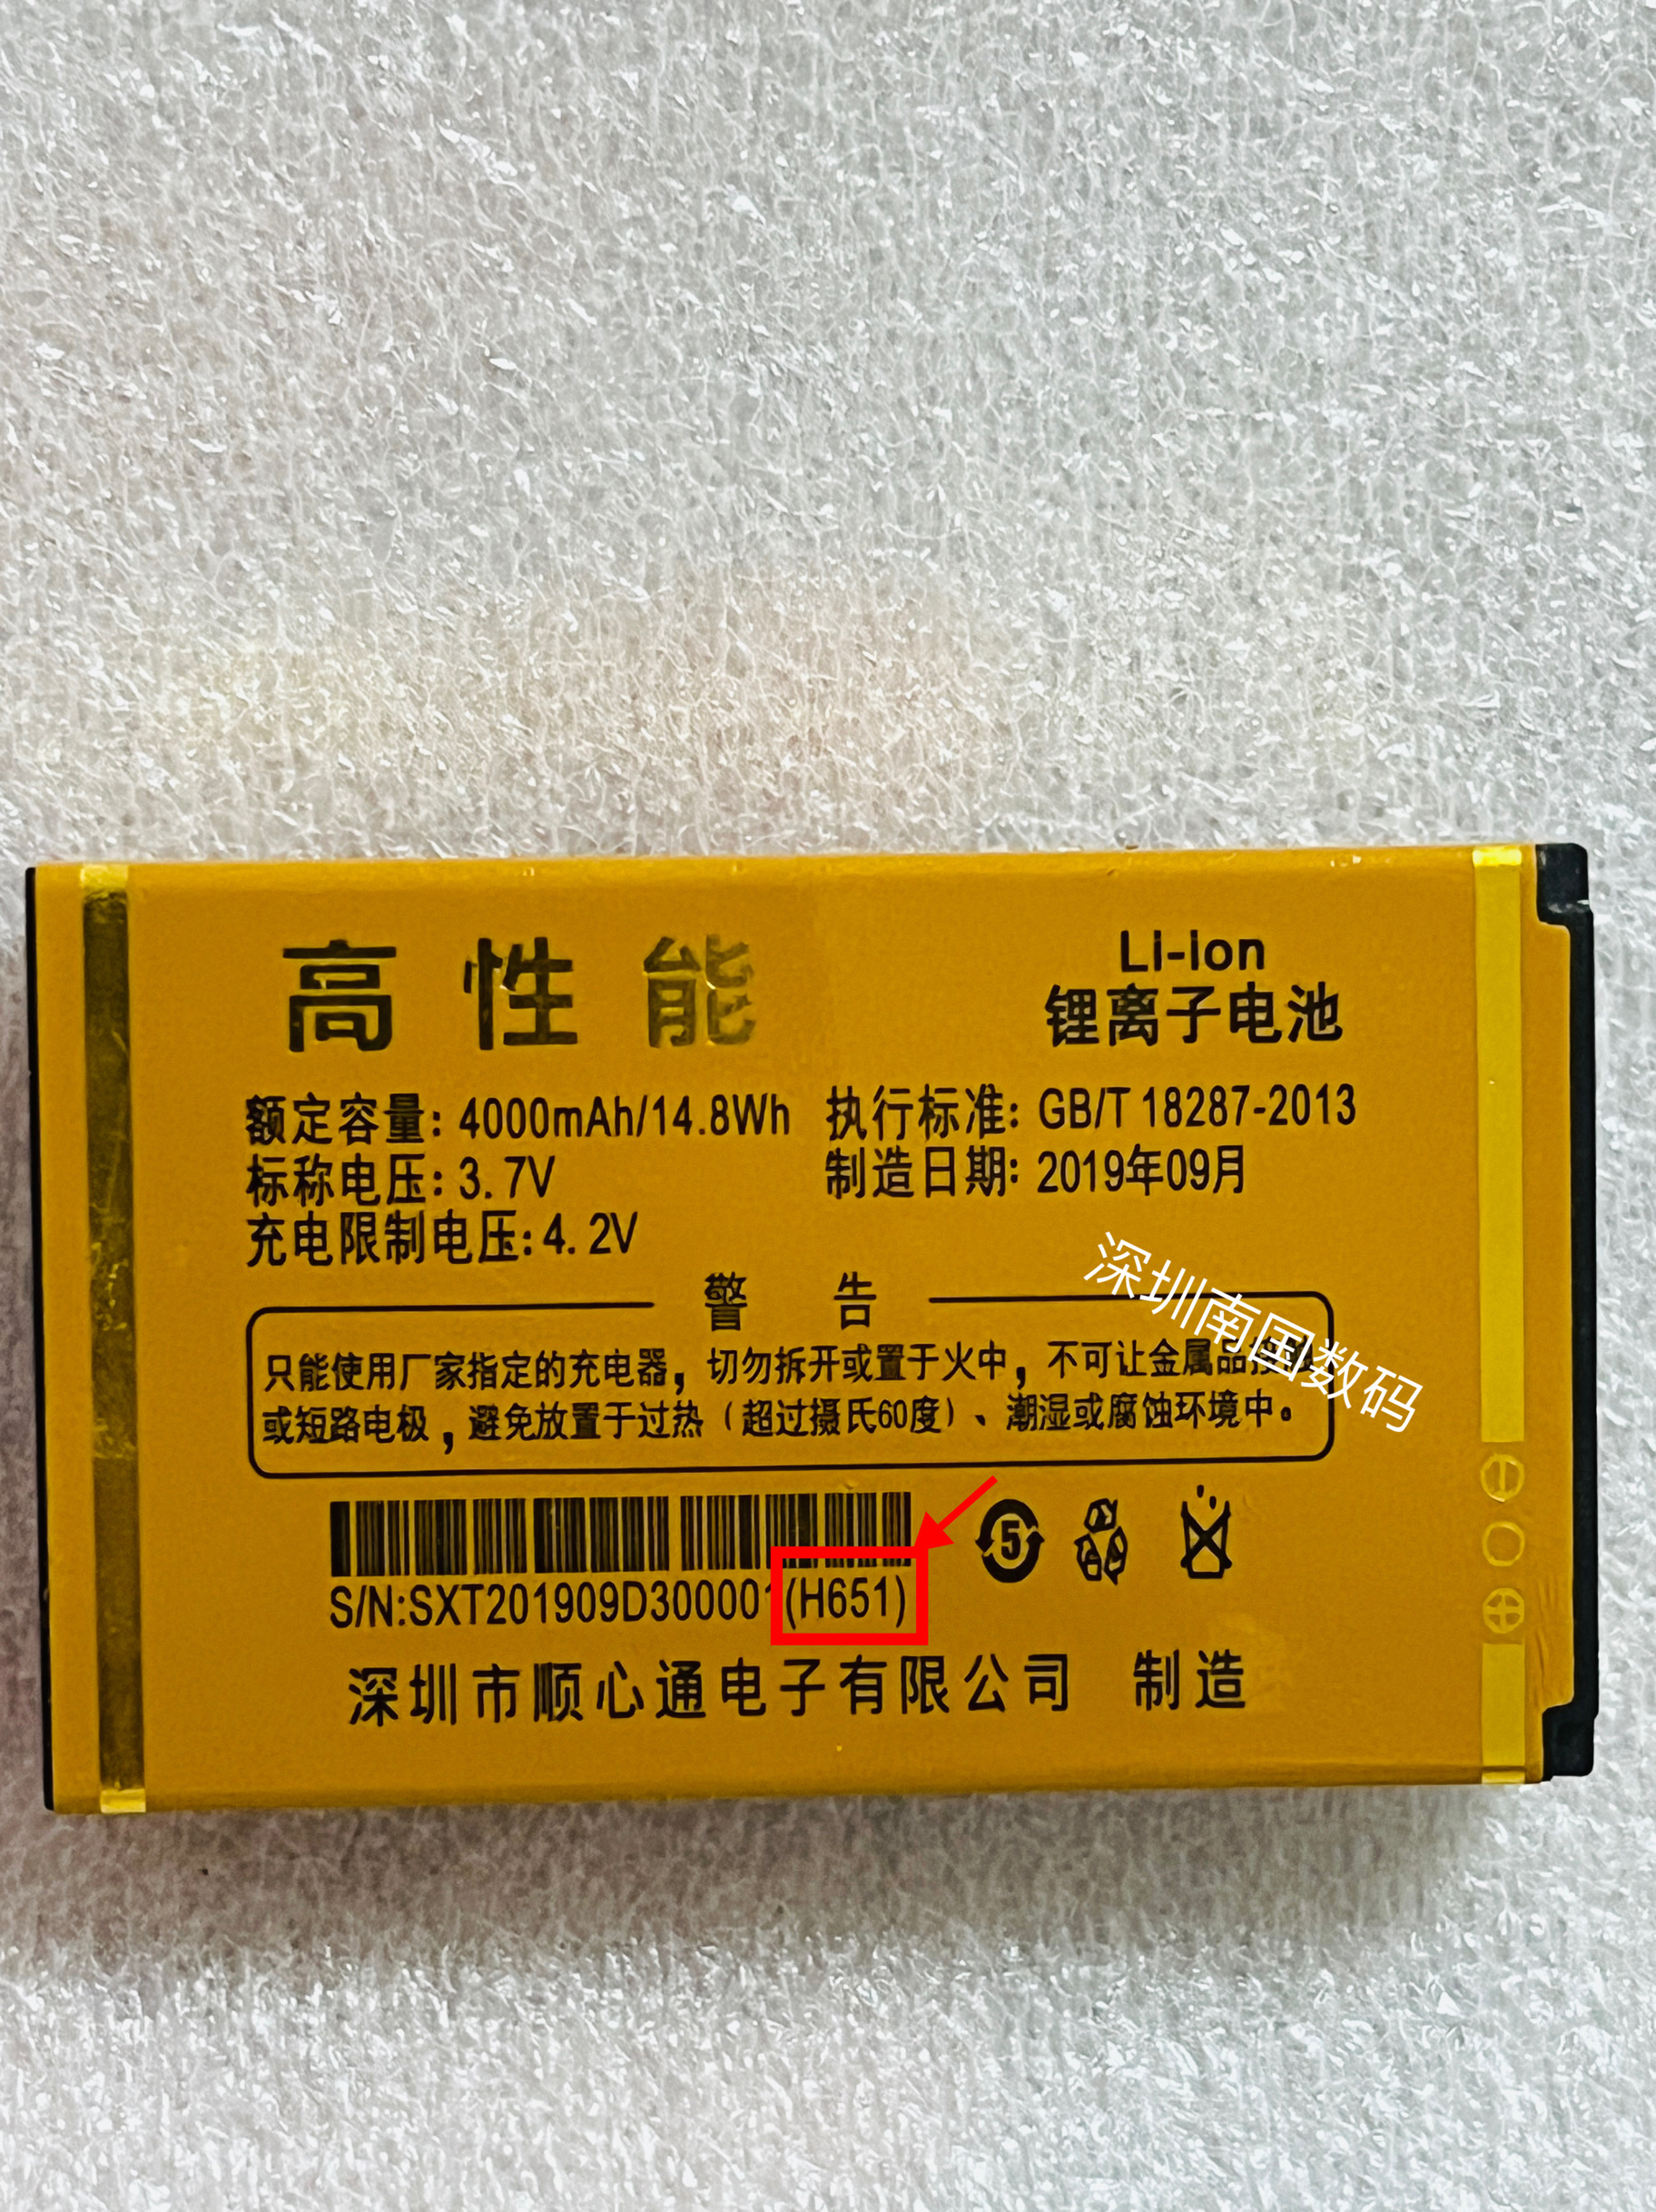 高性能
Li-ion
锂离子电池
额定容量: 4000mAh/14.8Wh 执行标准: GB/T 18287-2013
标称电压: 3.7V 制造日期: 2019年09月
充电限制电压: 4.2V
警 告
只能使用厂家指定的充电器，切勿拆开或置于火中，不可让金属品接触
或短路电极，避免放置于过热（超过摄氏60度）、潮湿或腐蚀环境中。
深圳南国数码
5
S/N:SXT201909D300001(H651)
深圳市顺心通电子有限公司 制造